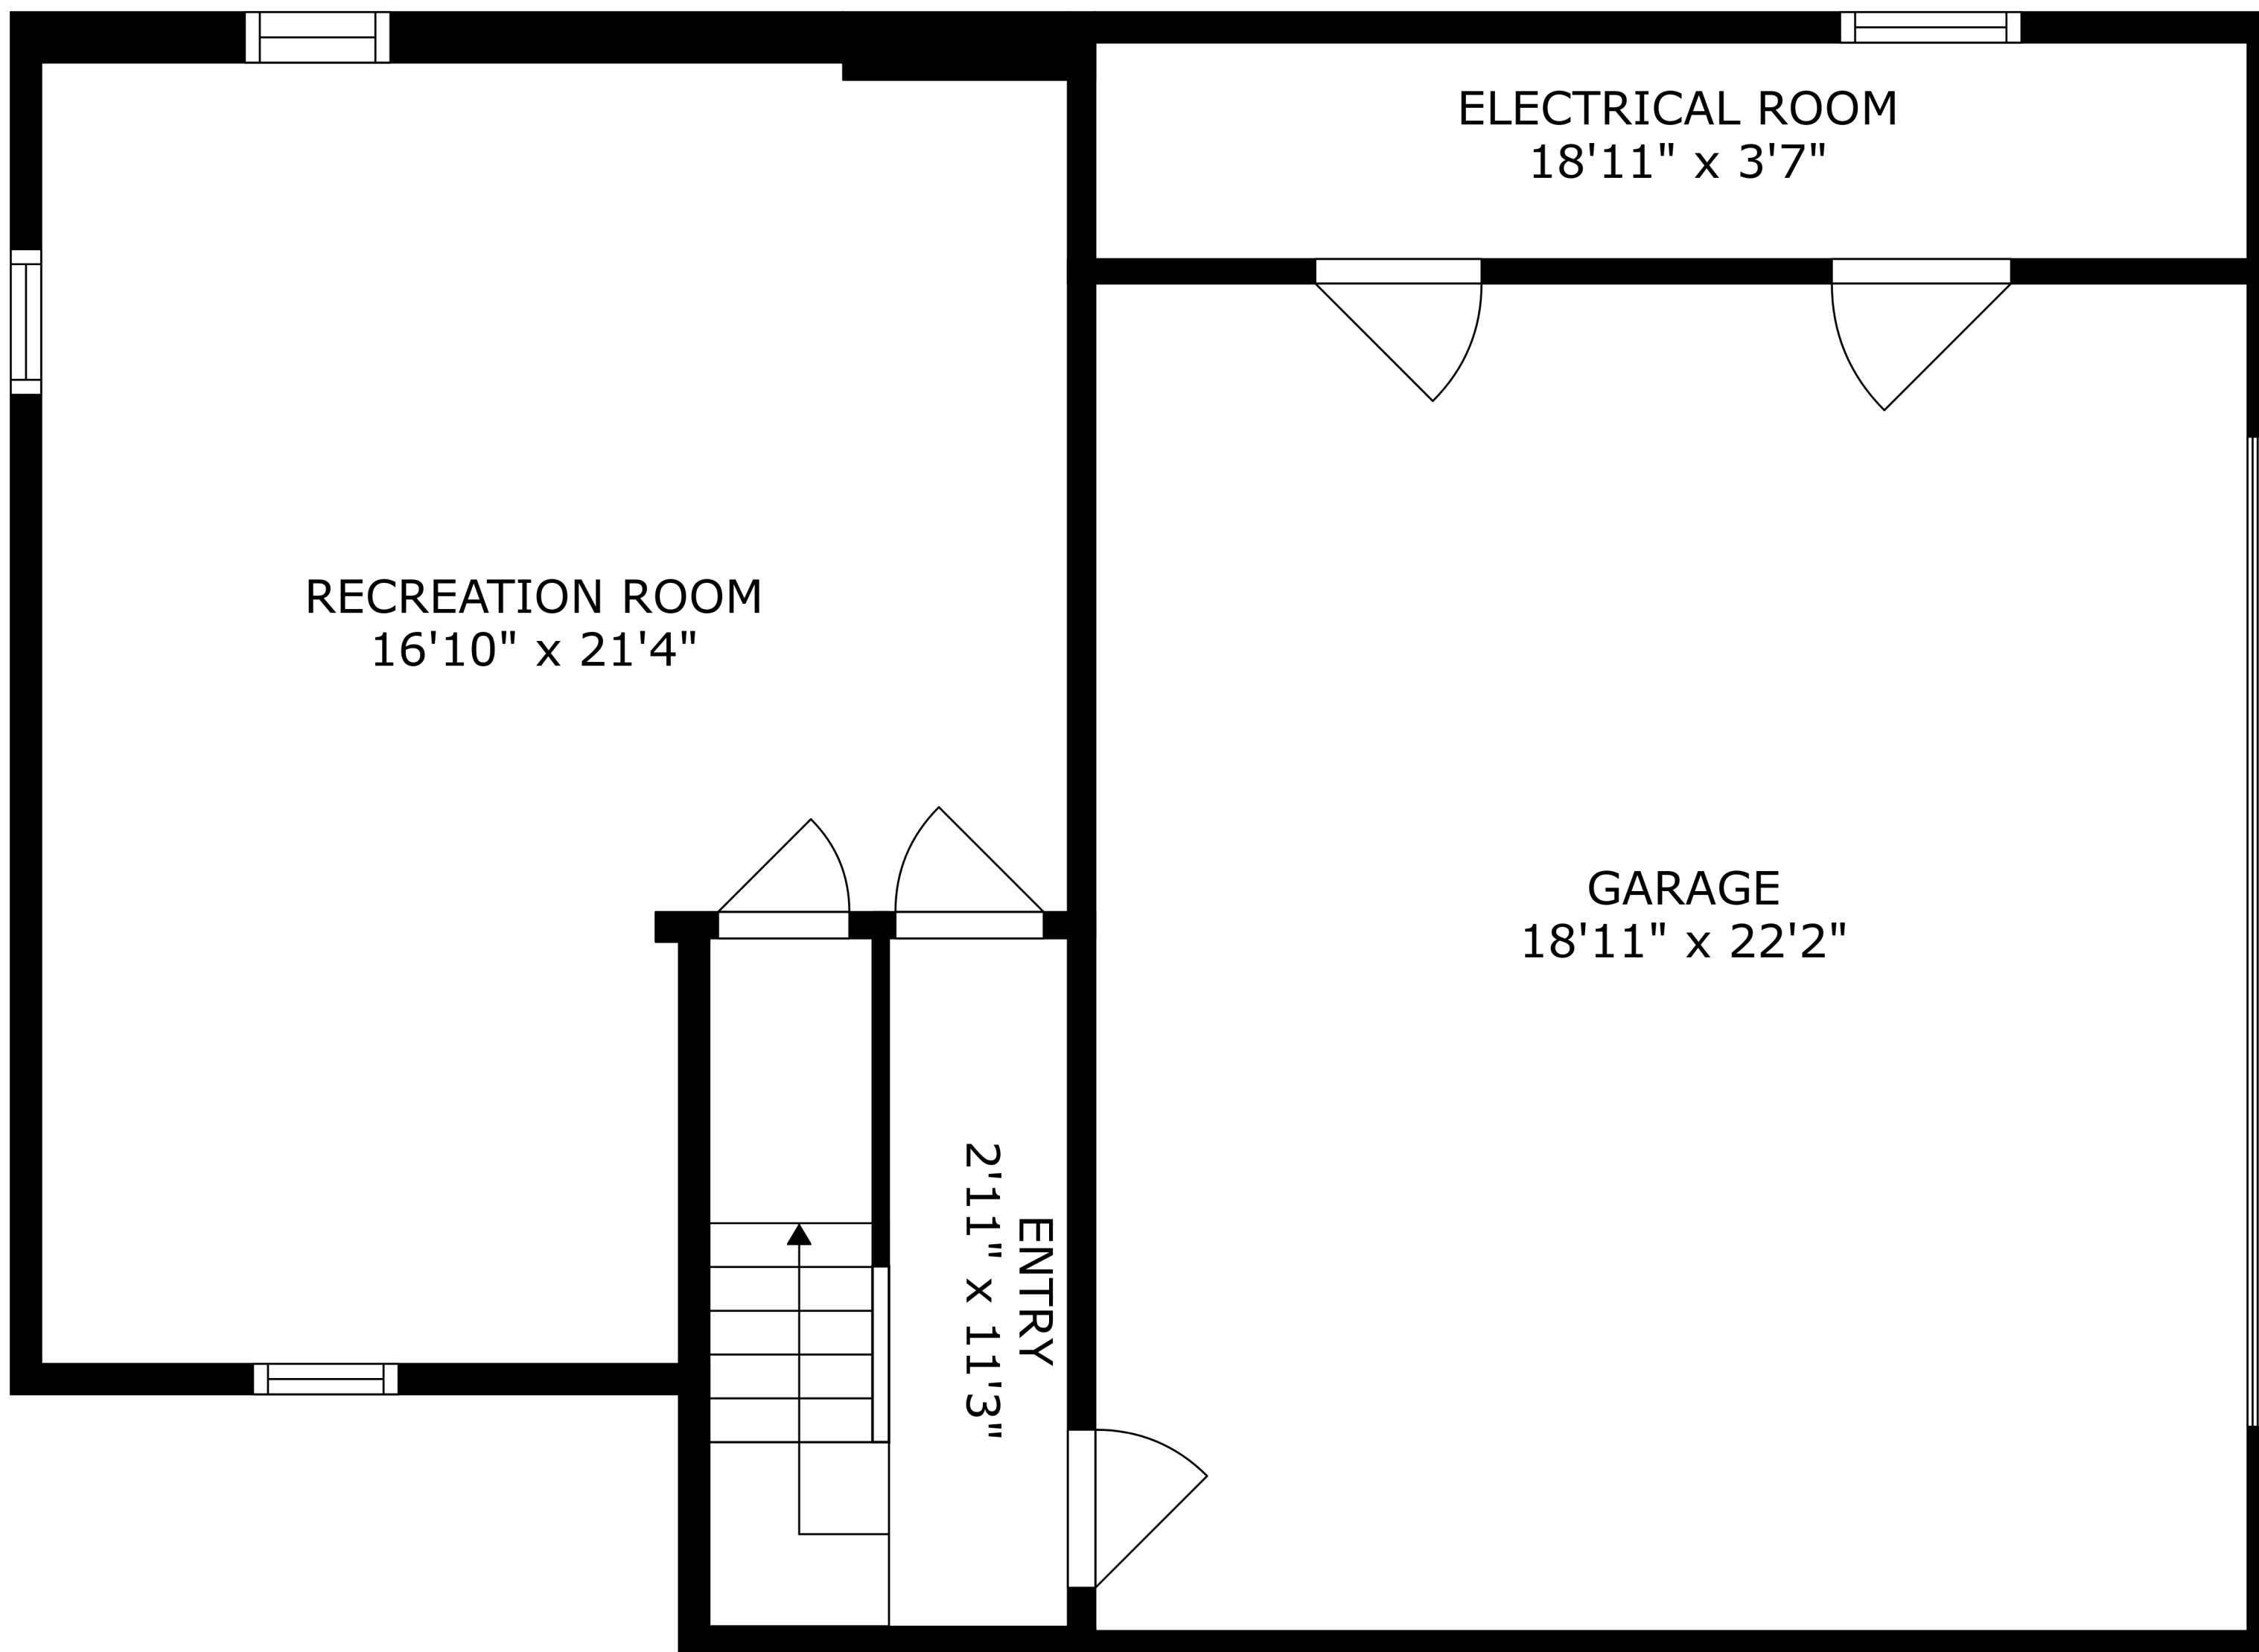 ELECTRICAL ROOM
18'11" x 3'7"
RECREATION ROOM
16'10" x 21'4"
GARAGE
18'11" x 22'2"
ENTRY
2'11" x 11'3"